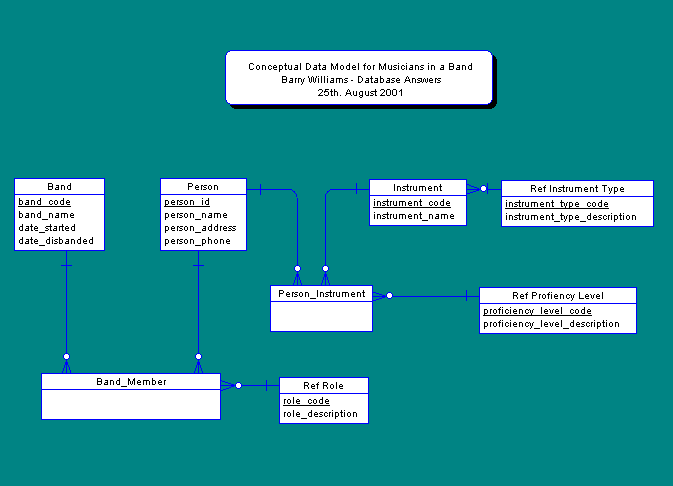 Conceptual Data Model for Musicians in a Band
Barry Williams - Database Answers
25th. August 2001
Band
band_code
band_name
date_started
date_disbanded
Person
person_id
person_name
person_address
person_phone
Instrument
instrument_code
instrument_name
Ref Instrument Type
instrument_type_code
instrument_type_description
Person_Instrument
Ref Profiency Level
proficiency_level_code
proficiency_level_description
Band_Member
Ref Role
role_code
role_description